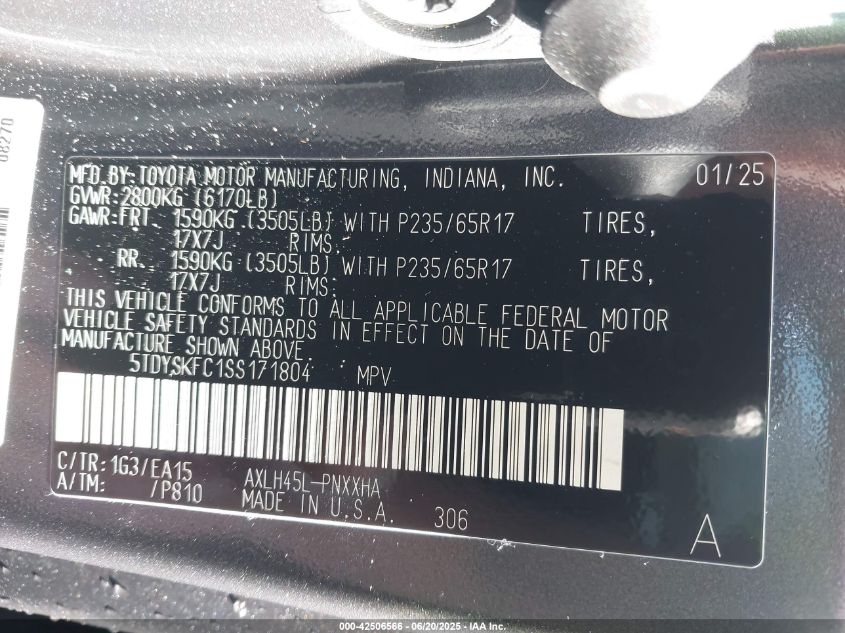 08270
MFD.BY:TOYOTA MOTOR MANUFACTURING, INDIANA, INC. 01/25
GVWR:2800KG (6170LB)
GAWR:FRT. 1590KG (3505LB) WITH P235/65R17 TIRES,
17X7J RIMS:
RR. 1590KG (3505LB) WITH P235/65R17 TIRES,
17X7J RIMS:
THIS VEHICLE CONFORMS TO ALL APPLICABLE FEDERAL MOTOR
VEHICLE SAFETY STANDARDS IN EFFECT ON THE DATE OF
MANUFACTURE SHOWN ABOVE.
5TDYSKFC1SS171804 MPV
C/TR:1G3/EA15 AXLH45L-PNXXHA
A/TM: /P810 MADE IN U.S.A. 306
A
000-42506566 - 06/20/2025 - IAA Inc.